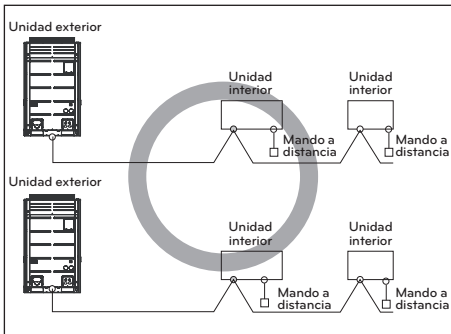 Unidad exterior
Unidad
interior
Unidad
interior
Mando a
distancia
Mando a
distancia
Unidad exterior
Unidad
interior
Unidad
interior
Mando a
distancia
Mando a
distancia